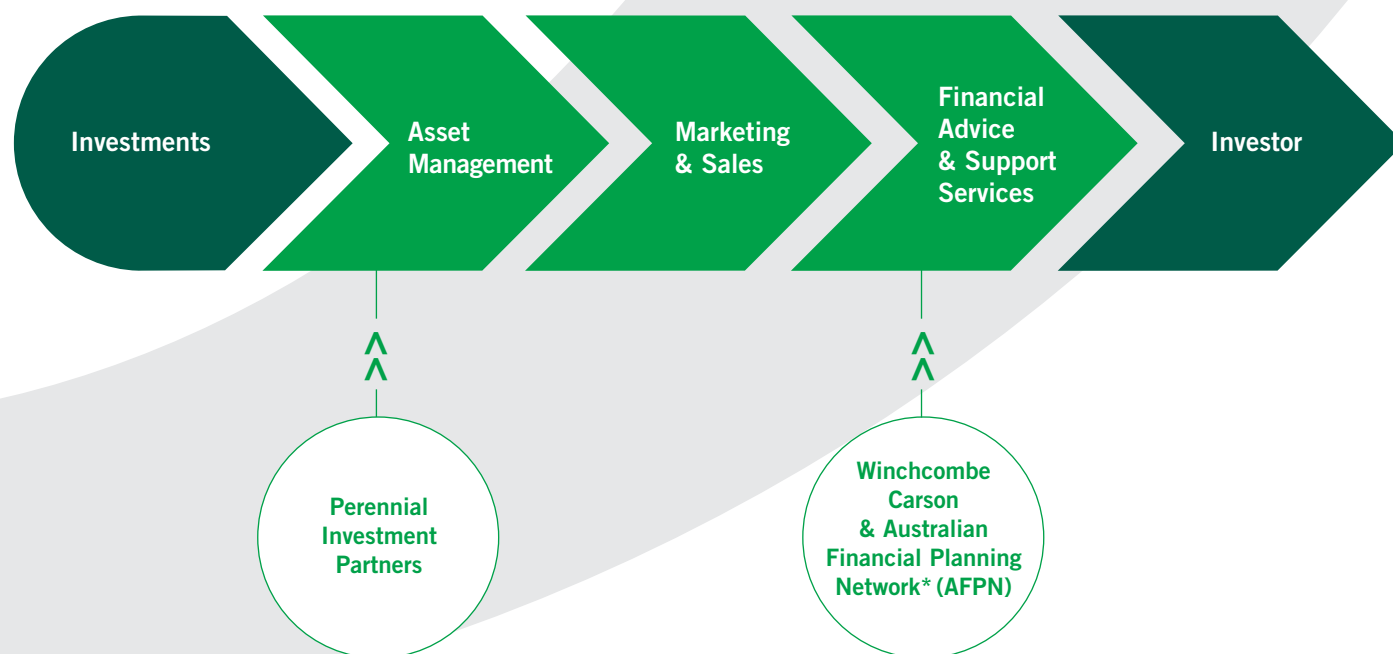 Investments
Asset
Management
Marketing
& Sales
Financial
Advice
& Support
Services
Investor
Perennial
Investment
Partners
Winchcombe
Carson
& Australian
Financial Planning
Network* (AFPN)